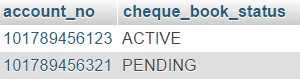 account_no cheque_book_status
101789456123 ACTIVE
101789456321 PENDING